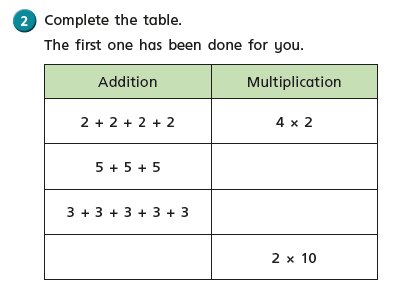 2 Complete the table.
The first one has been done for you.
Addition Multiplication
2 + 2 + 2 + 2 4 × 2
5 + 5 + 5
3 + 3 + 3 + 3 + 3
2 × 10